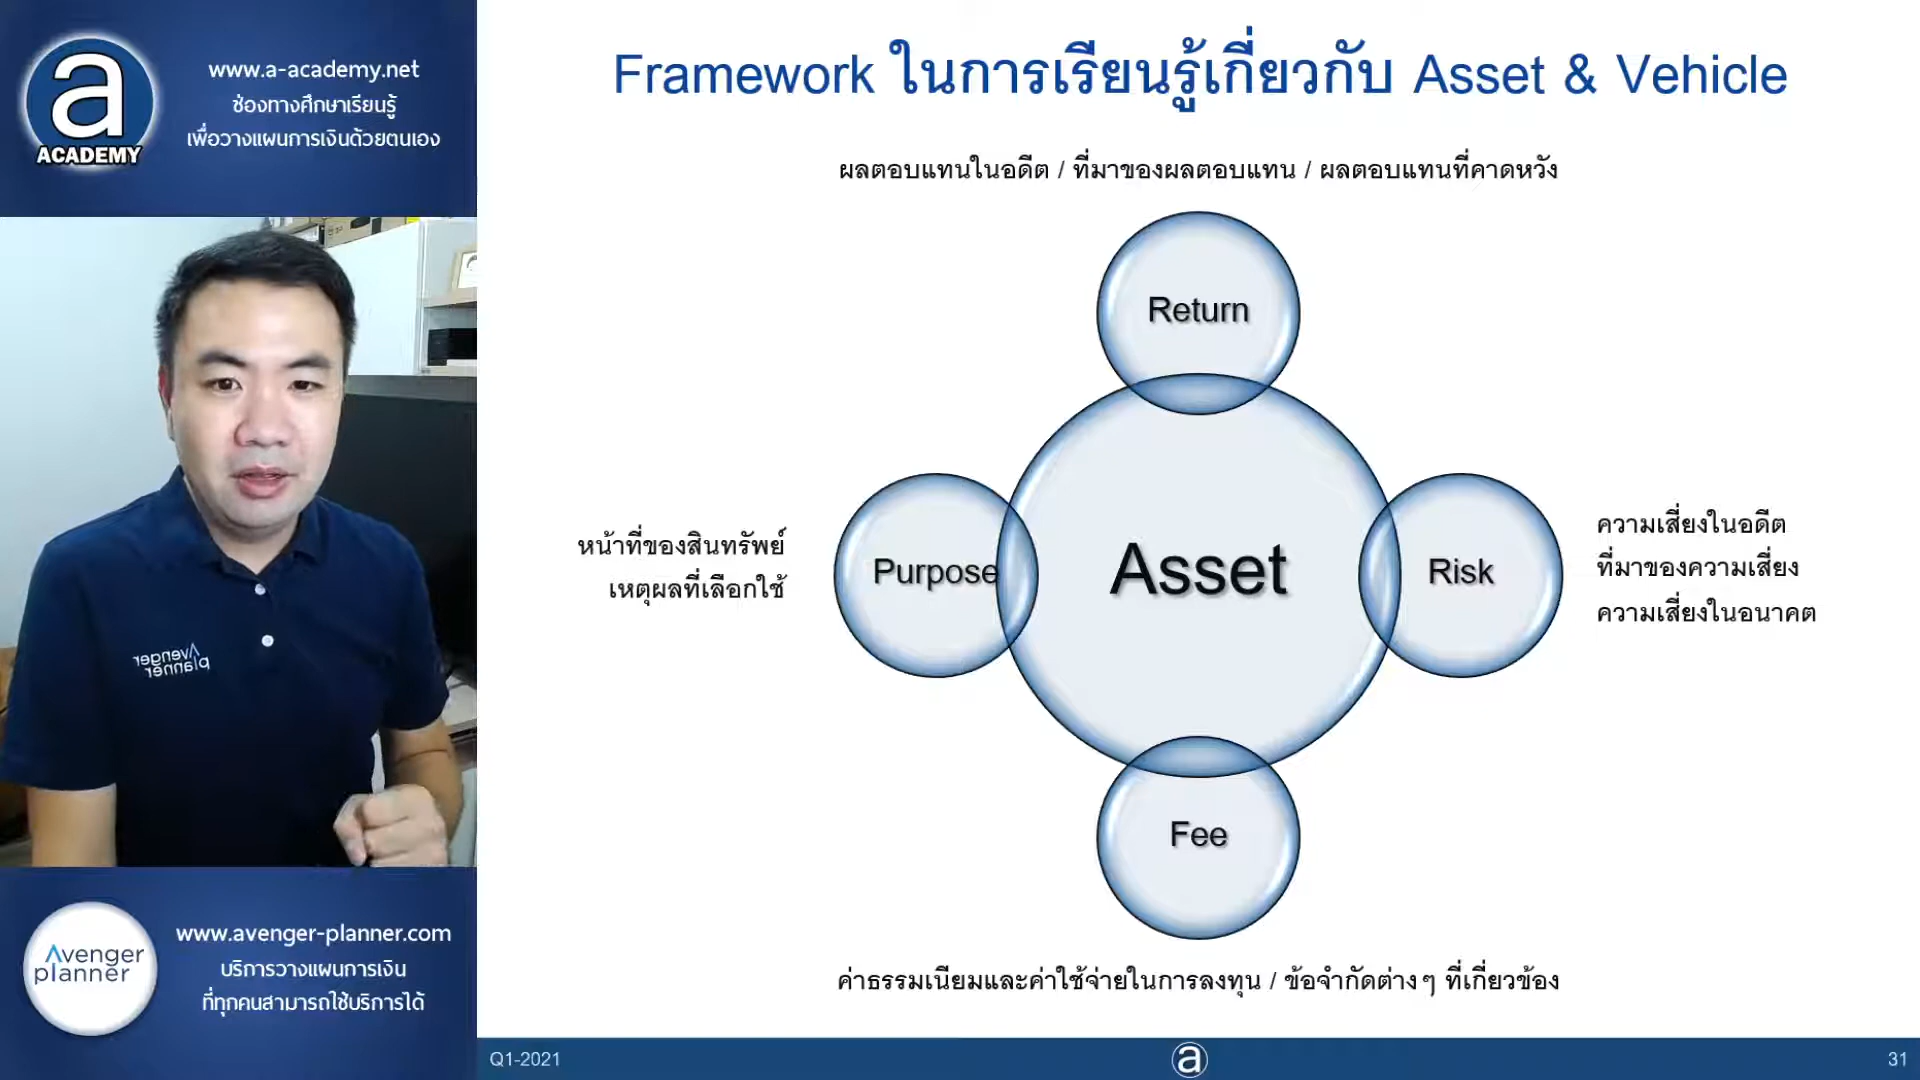 a
ACADEMY
www.a-academy.net
ช่องทางศึกษาเรียนรู้
เพื่อวางแผนการเงินด้วยตนเอง
Avenger
planner
Avenger
planner
www.avenger-planner.com
บริการวางแผนการเงิน
ที่ทุกคนสามารถใช้บริการได้
Framework ในการเรียนรู้เกี่ยวกับ Asset & Vehicle
ผลตอบแทนในอดีต / ที่มาของผลตอบแทน / ผลตอบแทนที่คาดหวัง
Return
หน้าที่ของสินทรัพย์
เหตุผลที่เลือกใช้
Purpose
Asset
Risk
ความเสี่ยงในอดีต
ที่มาของความเสี่ยง
ความเสี่ยงในอนาคต
Fee
ค่าธรรมเนียมและค่าใช้จ่ายในการลงทุน / ข้อจำกัดต่างๆ ที่เกี่ยวข้อง
Q1-2021
a
31